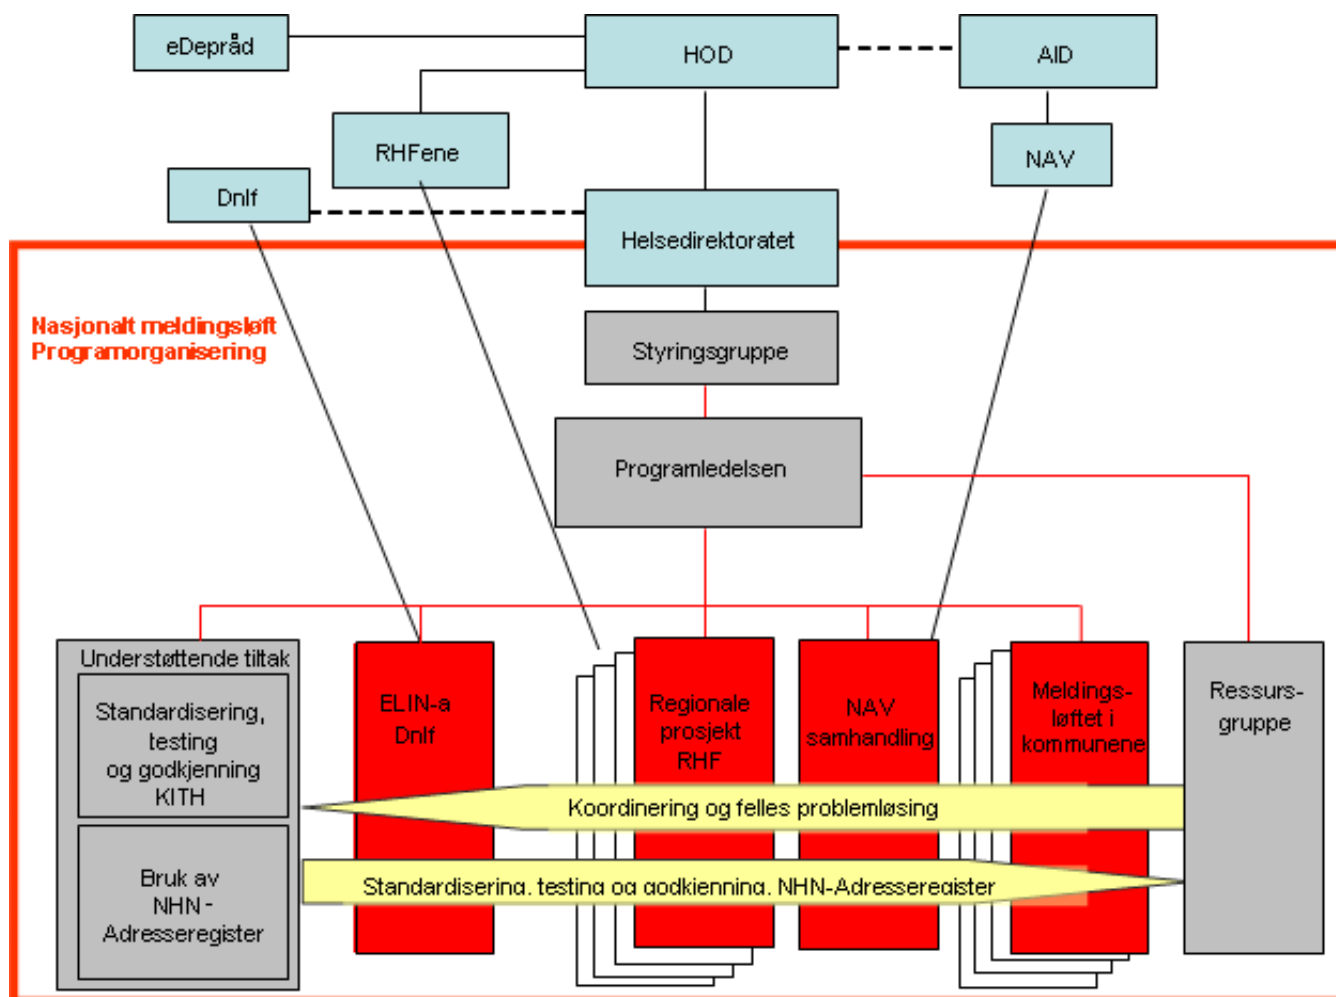 eDepråd
HOD
AID
RHFene
NAV
Dnlf
Helsedirektoratet
Nasjonalt meldingsløft
Programorganisering
Styringsgruppe
Programledelsen
Understøttende tiltak
Standardisering,
testing
og godkjenning
KITH
Bruk av
NHN -
Adresseregister
ELIN-a
Dnlf
Regionale
prosjekt
RHF
NAV
samhandling
Meldings-
løftet i
kommunene
Ressurs-
gruppe
Koordinering og felles problemløsing
Standardisering, testing og godkjenning, NHN-Adresseregister